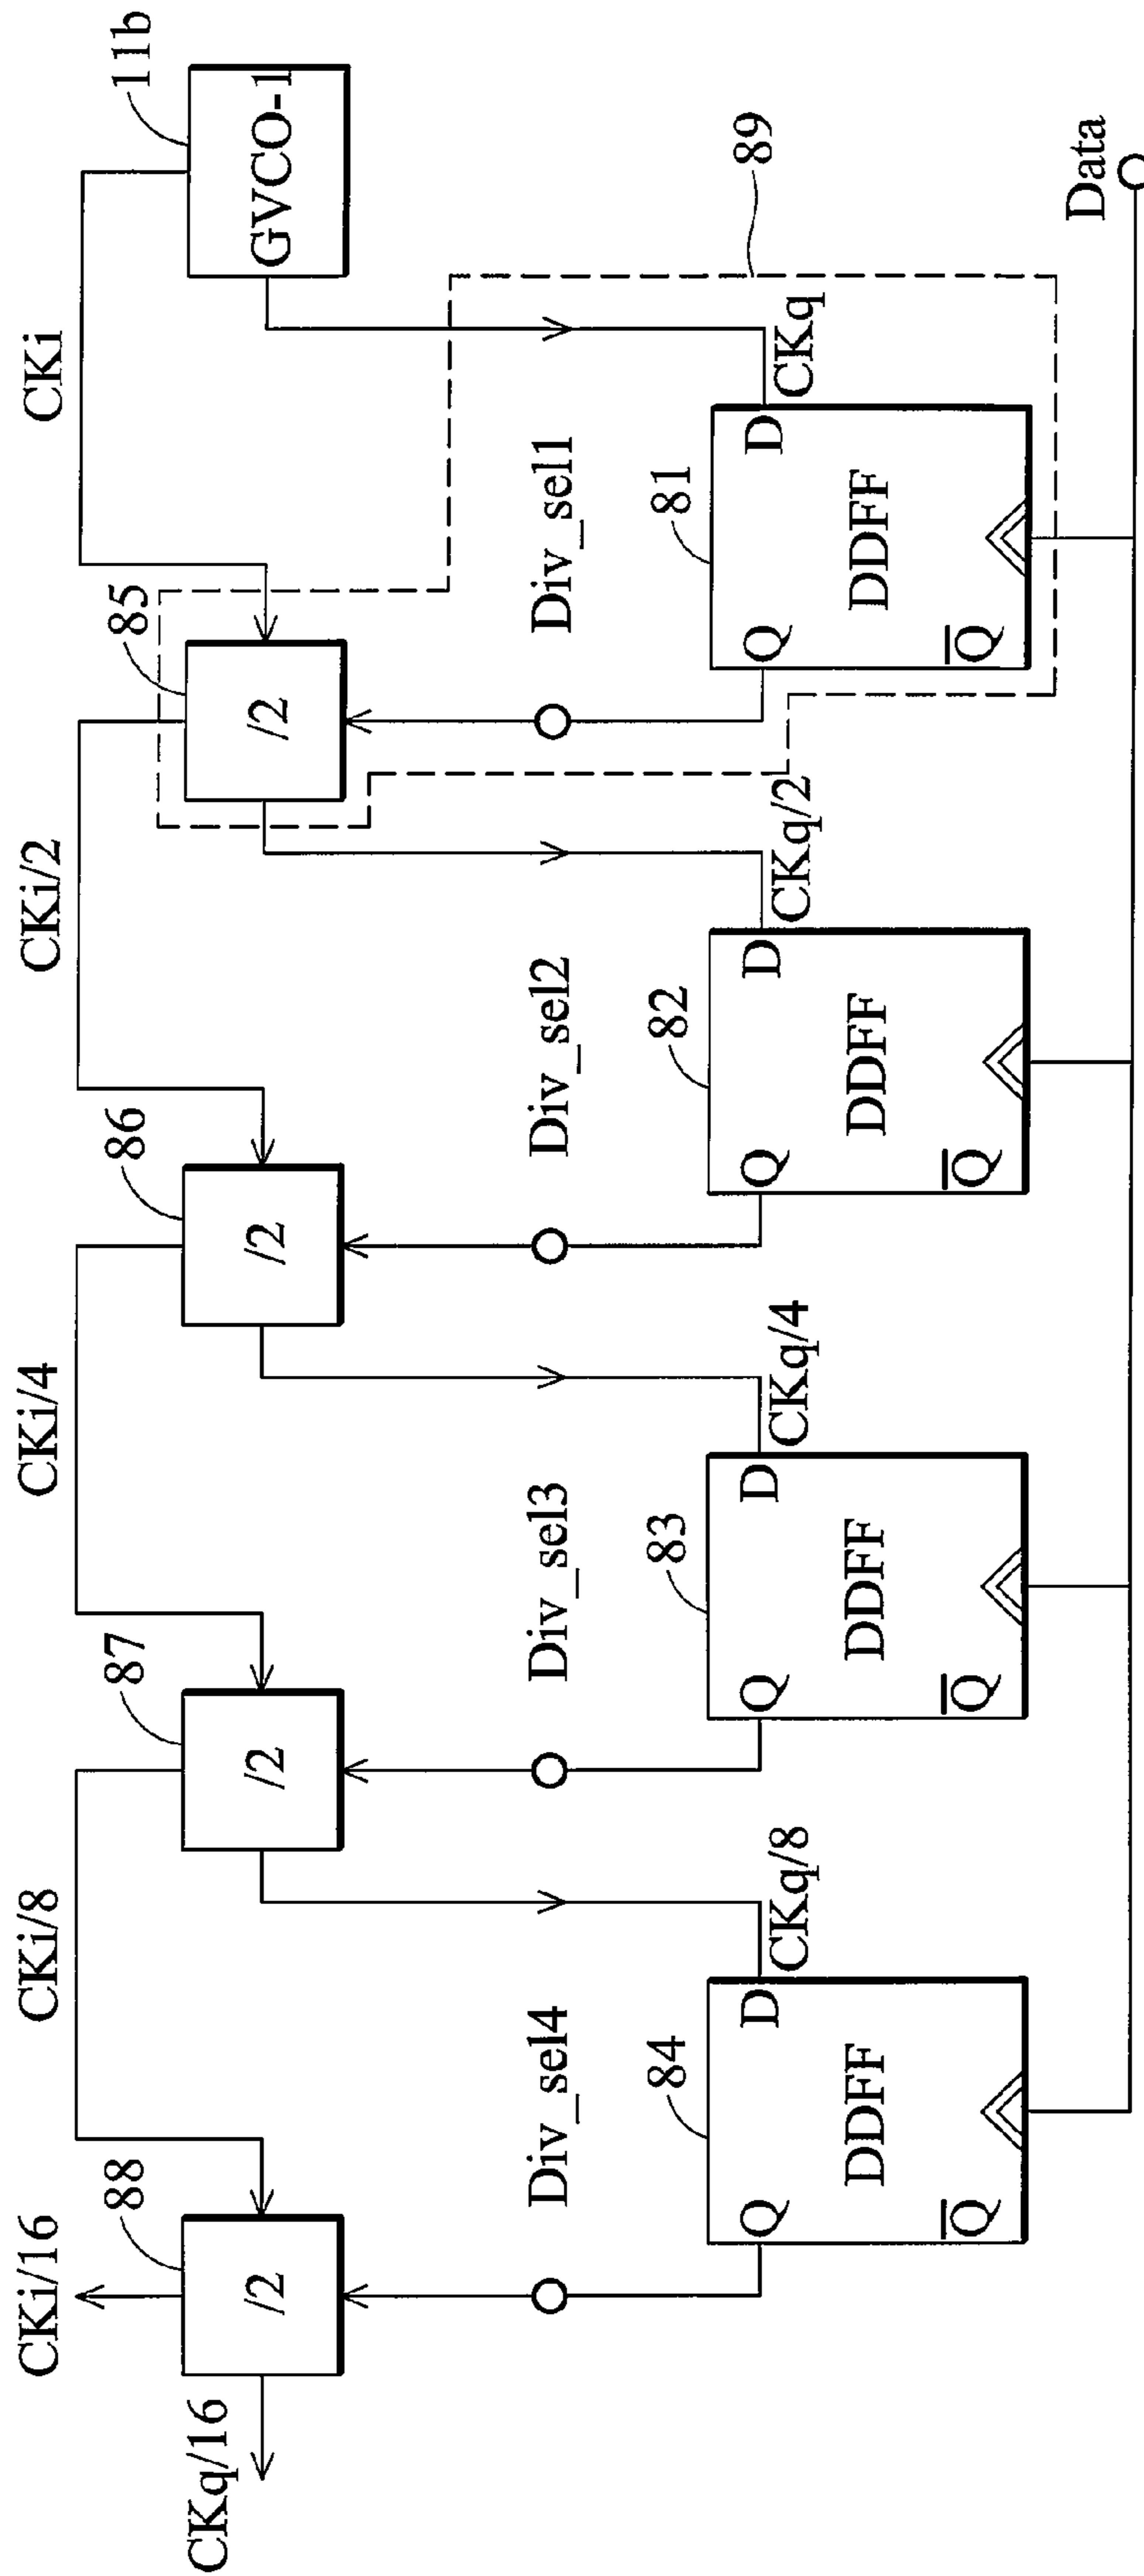 CKi/16
CKi/8
CKi/4
CKi/2
CKi
88
87
86
85
11b
CKq/16
/2
/2
/2
/2
GVCO-1
Div_sel4
Div_sel3
Div_sel2
Div_sel1
89
84
83
82
81
Q
D
CKq/8
Q
D
CKq/4
Q
D
CKq/2
Q
D
CKq
DDFF
DDFF
DDFF
DDFF
Q̅
Q̅
Q̅
Q̅
Data